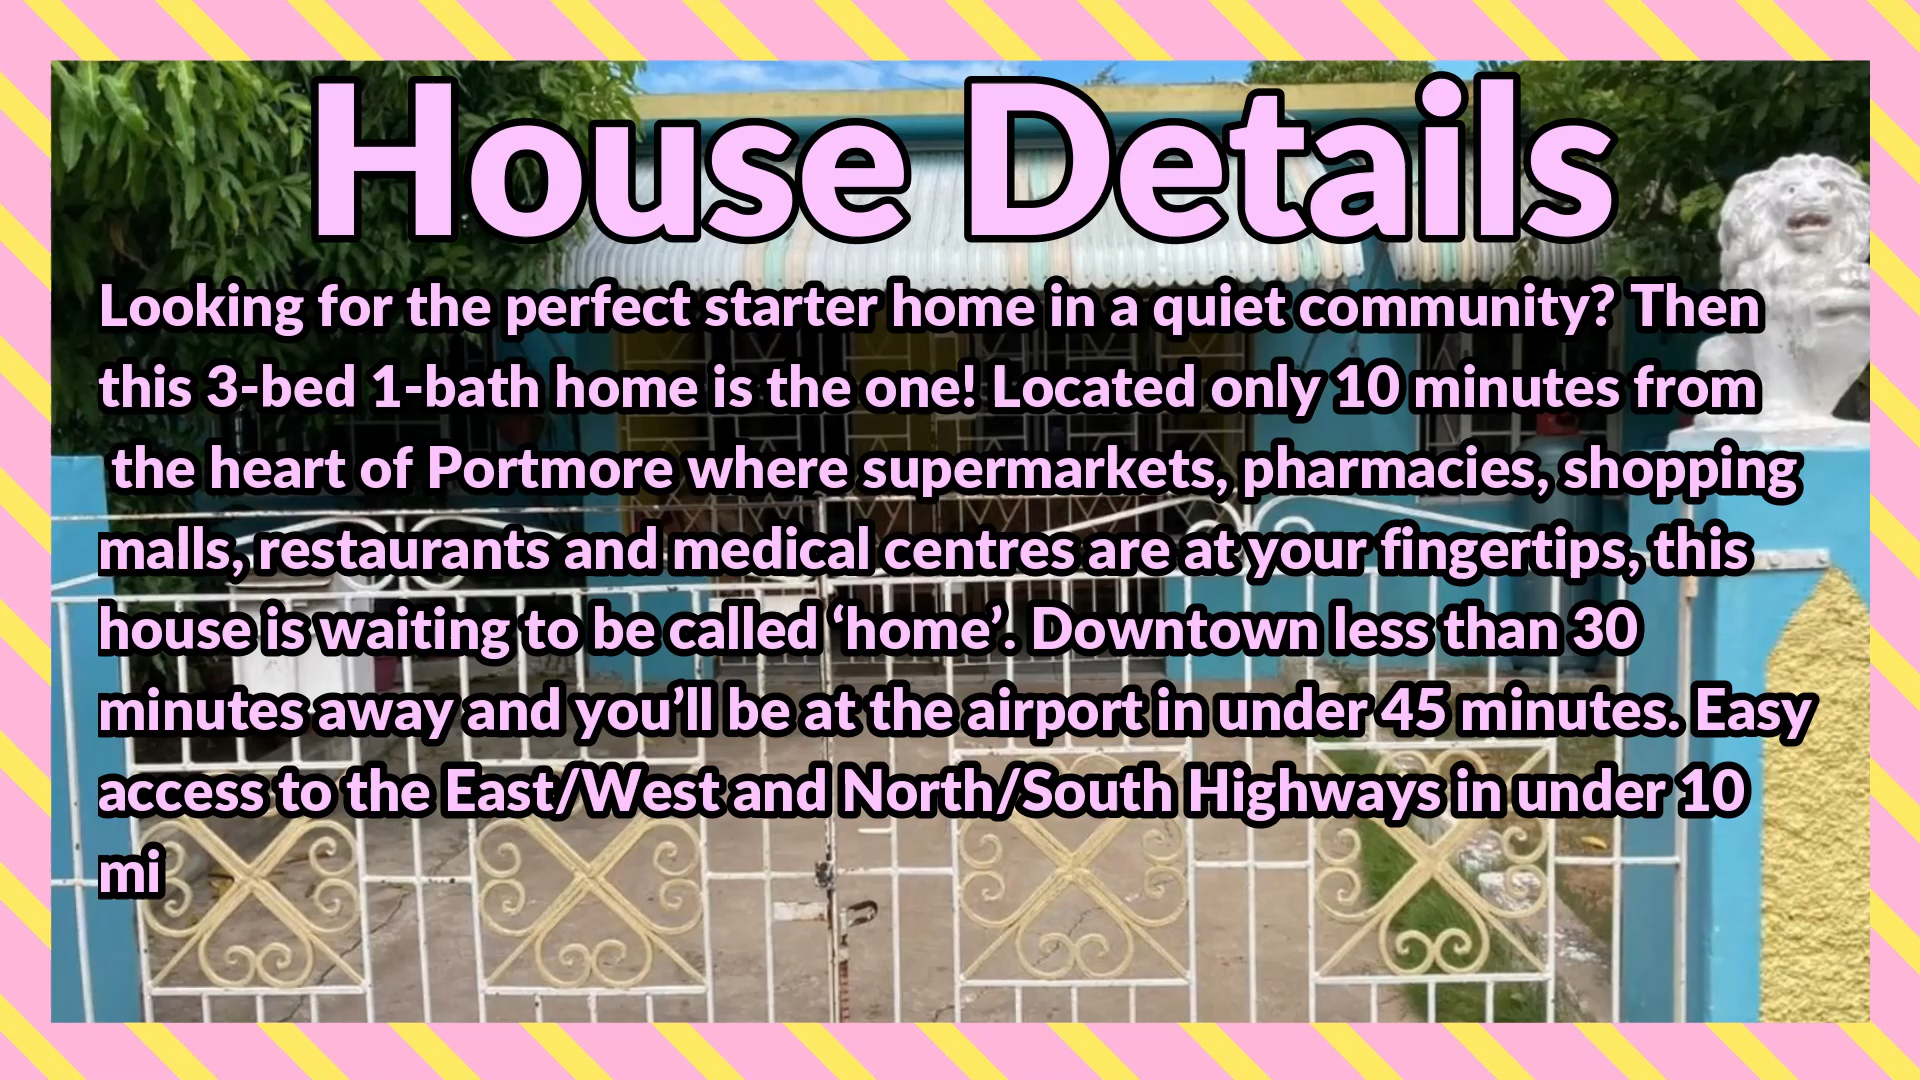 House Details
Looking for the perfect starter home in a quiet community? Then
this 3-bed 1-bath home is the one! Located only 10 minutes from
the heart of Portmore where supermarkets, pharmacies, shopping
malls, restaurants and medical centres are at your fingertips, this
house is waiting to be called ‘home’. Downtown less than 30
minutes away and you’ll be at the airport in under 45 minutes. Easy
access to the East/West and North/South Highways in under 10
mi